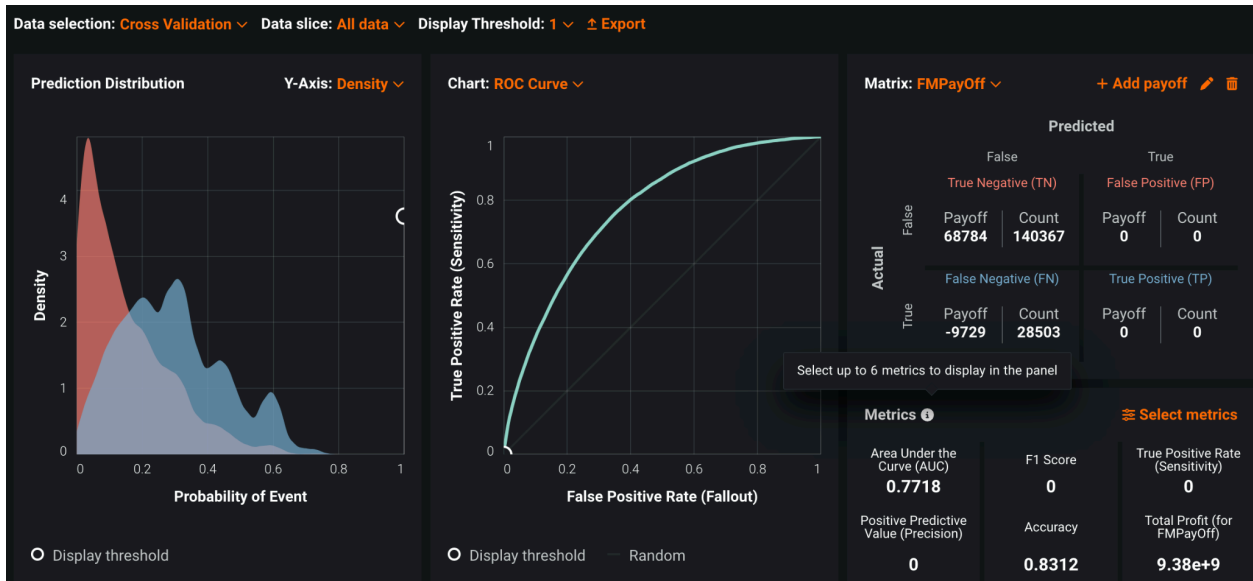 Data selection: Cross Validation Data slice: All data Display Threshold: 1 Export
Prediction Distribution Y-Axis: Density
4
3
2
1
0
0 0.2 0.4 0.6 0.8 1
Density
Probability of Event
Display threshold
Chart: ROC Curve
1
0.8
0.6
0.4
0.2
0
0 0.2 0.4 0.6 0.8 1
True Positive Rate (Sensitivity)
False Positive Rate (Fallout)
Display threshold Random
Matrix: FMPayOff + Add payoff
Predicted
False True
Actual
False
True Negative (TN) False Positive (FP)
Payoff Count Payoff Count
68784 140367 0 0
True
False Negative (FN) True Positive (TP)
Payoff Count Payoff Count
-9729 28503 0 0
Select up to 6 metrics to display in the panel
Metrics Select metrics
Area Under the
Curve (AUC)
0.7718
F1 Score
0
True Positive Rate
(Sensitivity)
0
Positive Predictive
Value (Precision)
0
Accuracy
0.8312
Total Profit (for
FMPayOff)
9.38e+9